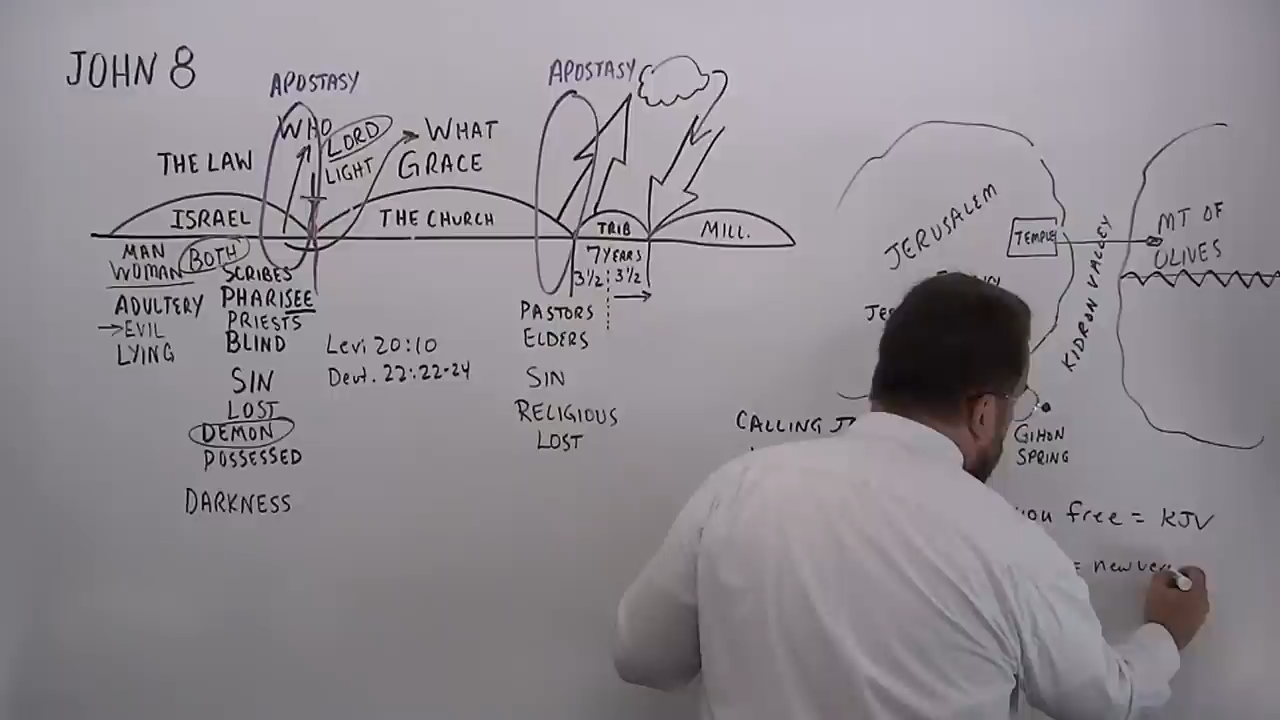 JOHN 8
APOSTASY
WHO
LORD
LIGHT
WHAT
GRACE
THE LAW
ISRAEL
THE CHURCH
APOSTASY
TRIB
MILL.
7 YEARS
3½ 3½
MAN
WOMAN
BOTH
ADULTERY
→EVIL
LYING
SCRIBES
PHARISEE
PRIESTS
BLIND
SIN
LOST
DEMON
POSSESSED
DARKNESS
Levi 20:10
Deut. 22:22-24
PASTORS
ELDERS
SIN
RELIGIOUS
LOST
JERUSALEM
TEMPLE
KIDRON VALLEY
MT OF
OLIVES
GIHON
SPRING
CALLING
you free = KJV
= new